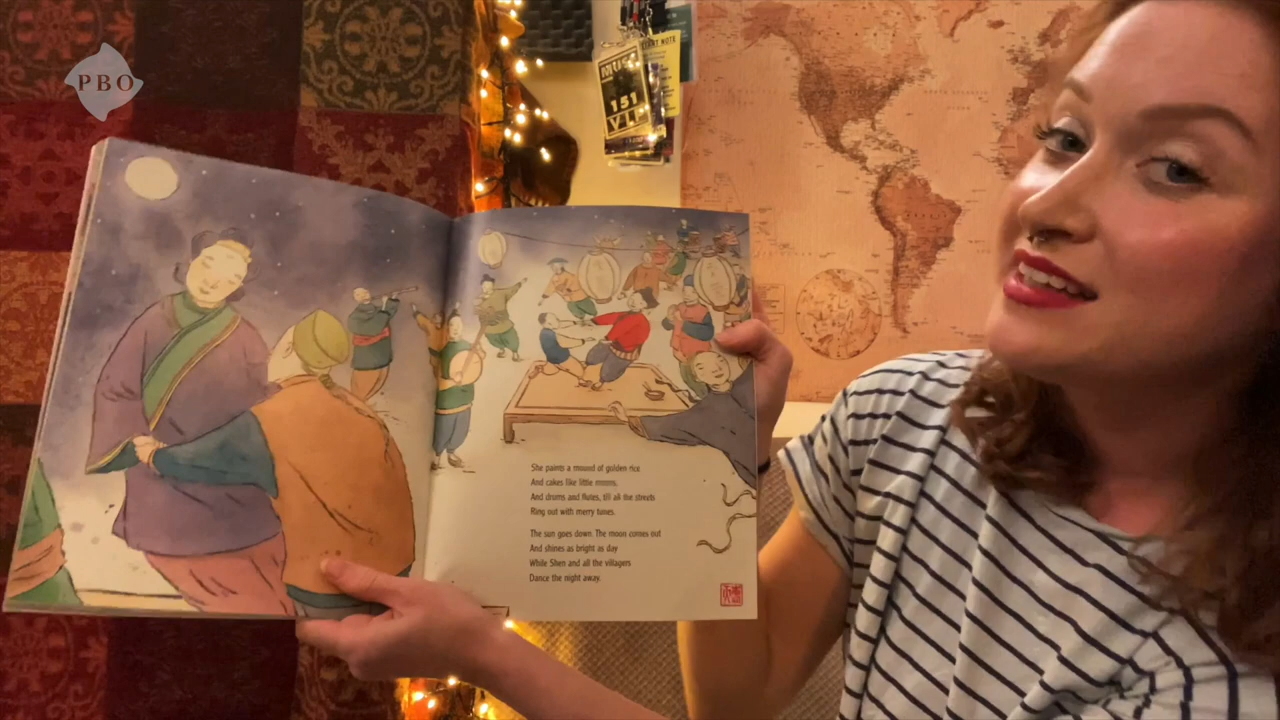 PBO
151
She paints a mound of golden rice
And cakes like little moons,
And drums and flutes, till all the streets
Ring out with merry tunes.
The sun goes down. The moon comes out
And shines as bright as day
While Shen and all the villagers
Dance the night away.